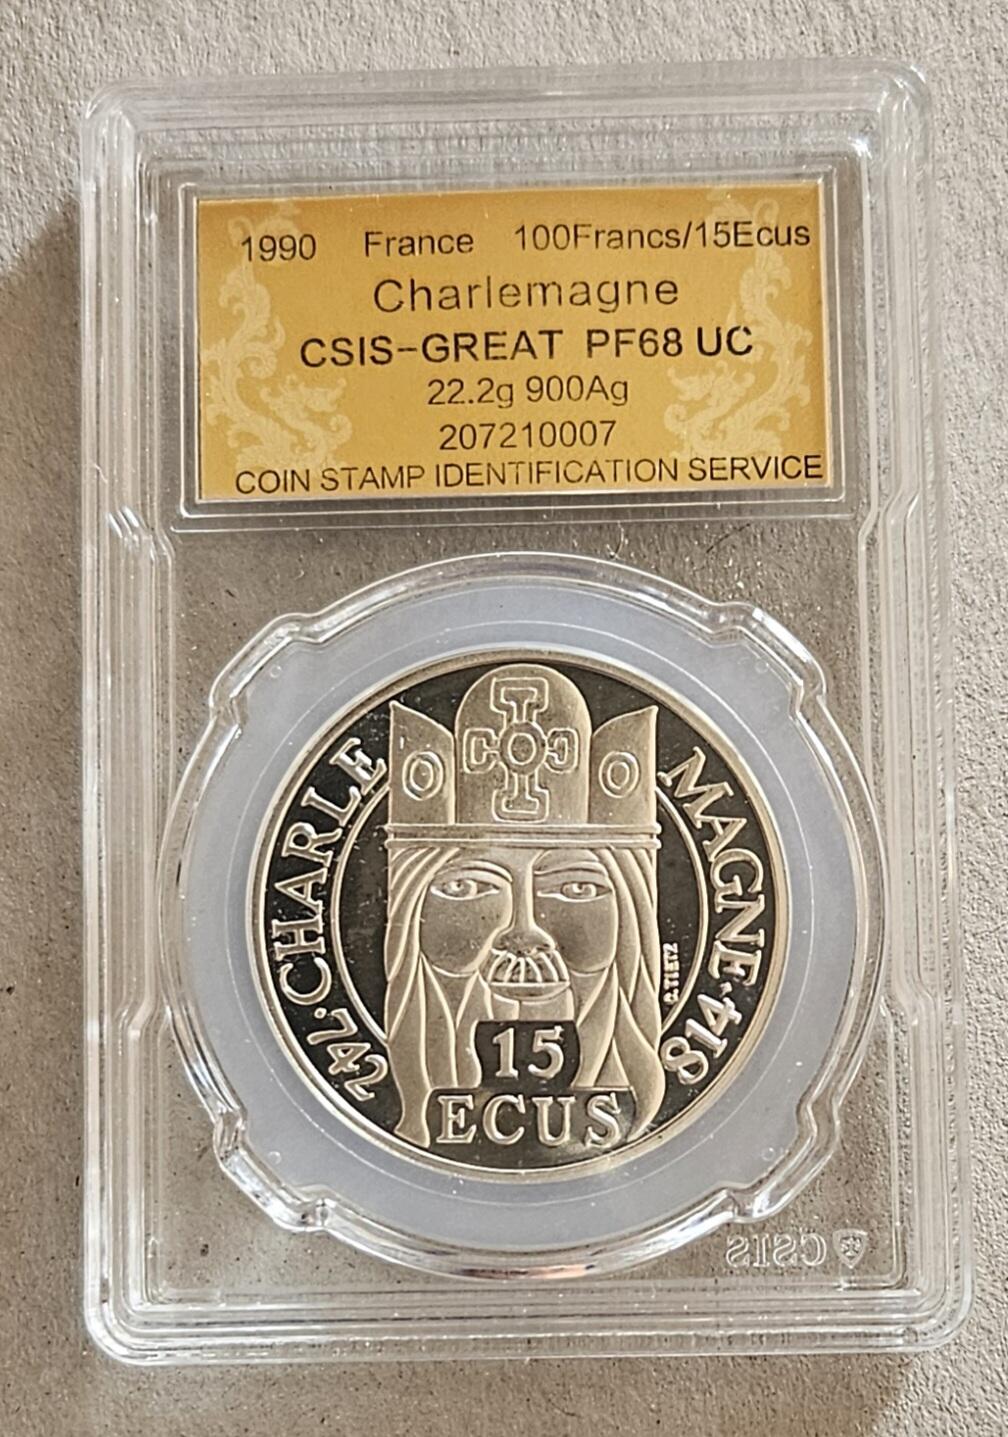 1990 France 100Francs/15Ecus
Charlemagne
CSIS-GREAT PF68 UC
22.2g 900Ag
207210007
COIN STAMP IDENTIFICATION SERVICE
742·CHARLE
MAGNE·814
15
ECUS
CSIS